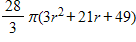 28/3 π(3r² + 21r + 49)